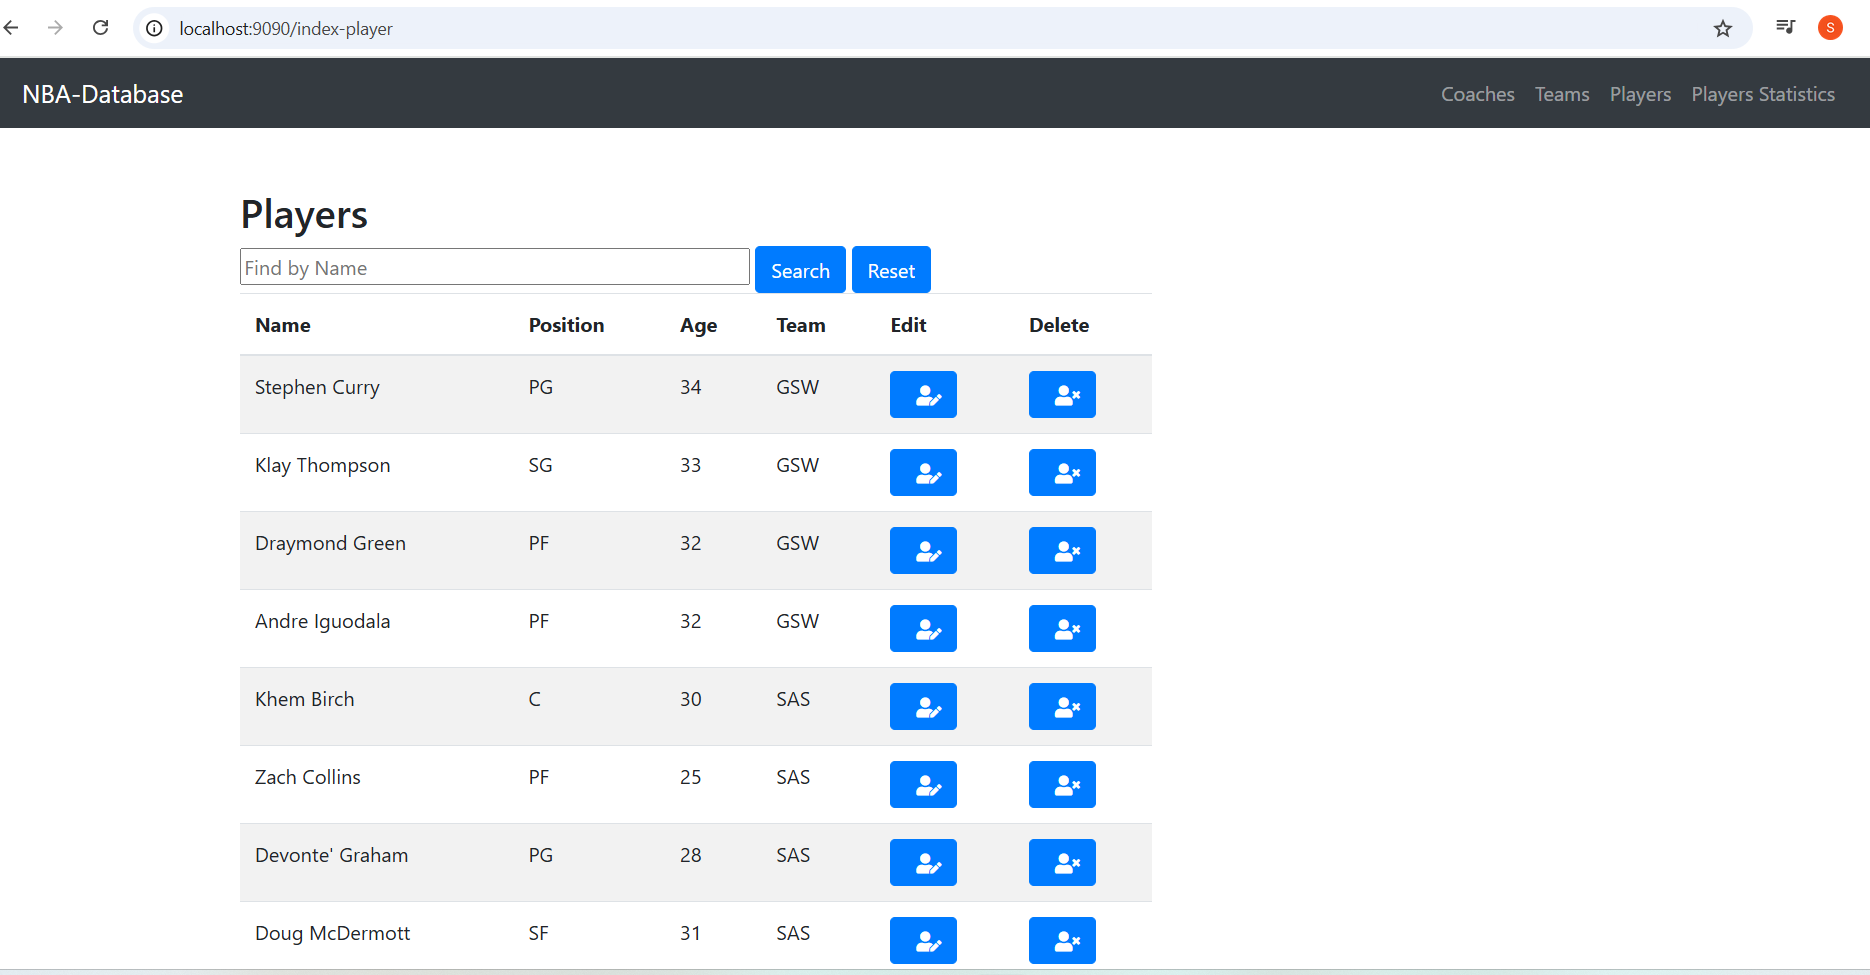 localhost:9090/index-player
S
NBA-Database Coaches Teams Players Players Statistics
Players
Find by Name Search Reset
Name Position Age Team Edit Delete
Stephen Curry PG 34 GSW
Klay Thompson SG 33 GSW
Draymond Green PF 32 GSW
Andre Iguodala PF 32 GSW
Khem Birch C 30 SAS
Zach Collins PF 25 SAS
Devonte' Graham PG 28 SAS
Doug McDermott SF 31 SAS